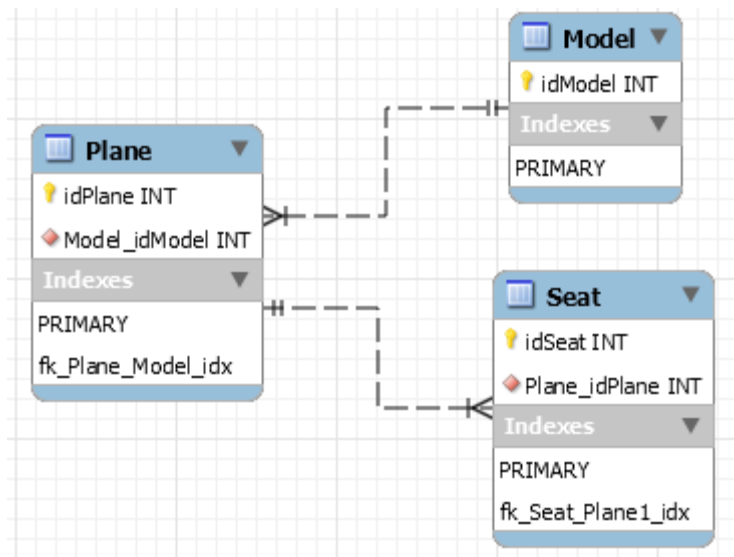 Model
idModel INT
Indexes
PRIMARY
Plane
idPlane INT
Model_idModel INT
Indexes
PRIMARY
fk_Plane_Model_idx
Seat
idSeat INT
Plane_idPlane INT
Indexes
PRIMARY
fk_Seat_Plane1_idx